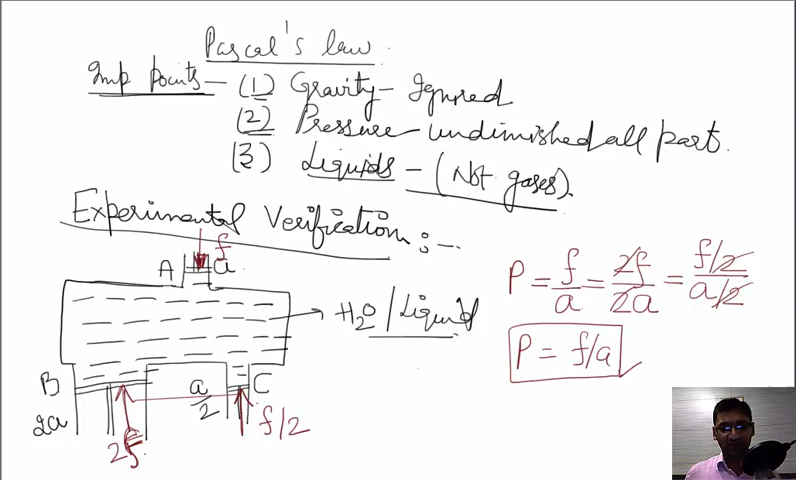 Pascal's law
Imp points - (1) Gravity - Ignored
(2) Pressure - undiminished all part.
(3) Liquids - (Not gases).
Experimental Verification :-
f
A a
H2O / Liquid
B a/2 C
2a
2f
f/2
P = f/a = 2f/2a = f/2/a/2
P = f/a